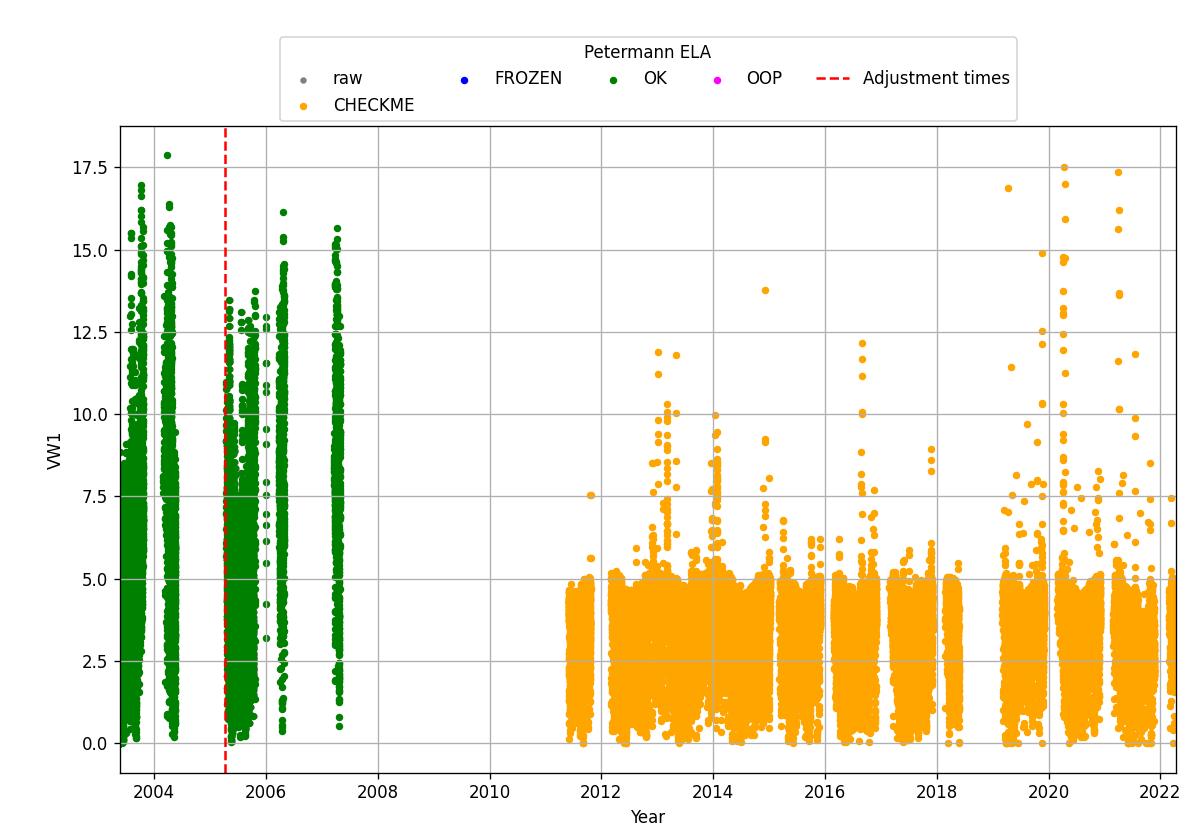 Petermann ELA
raw FROZEN OK OOP Adjustment times
CHECKME
17.5
15.0
12.5
10.0
7.5
5.0
2.5
0.0
VW1
2004 2006 2008 2010 2012 2014 2016 2018 2020 2022
Year